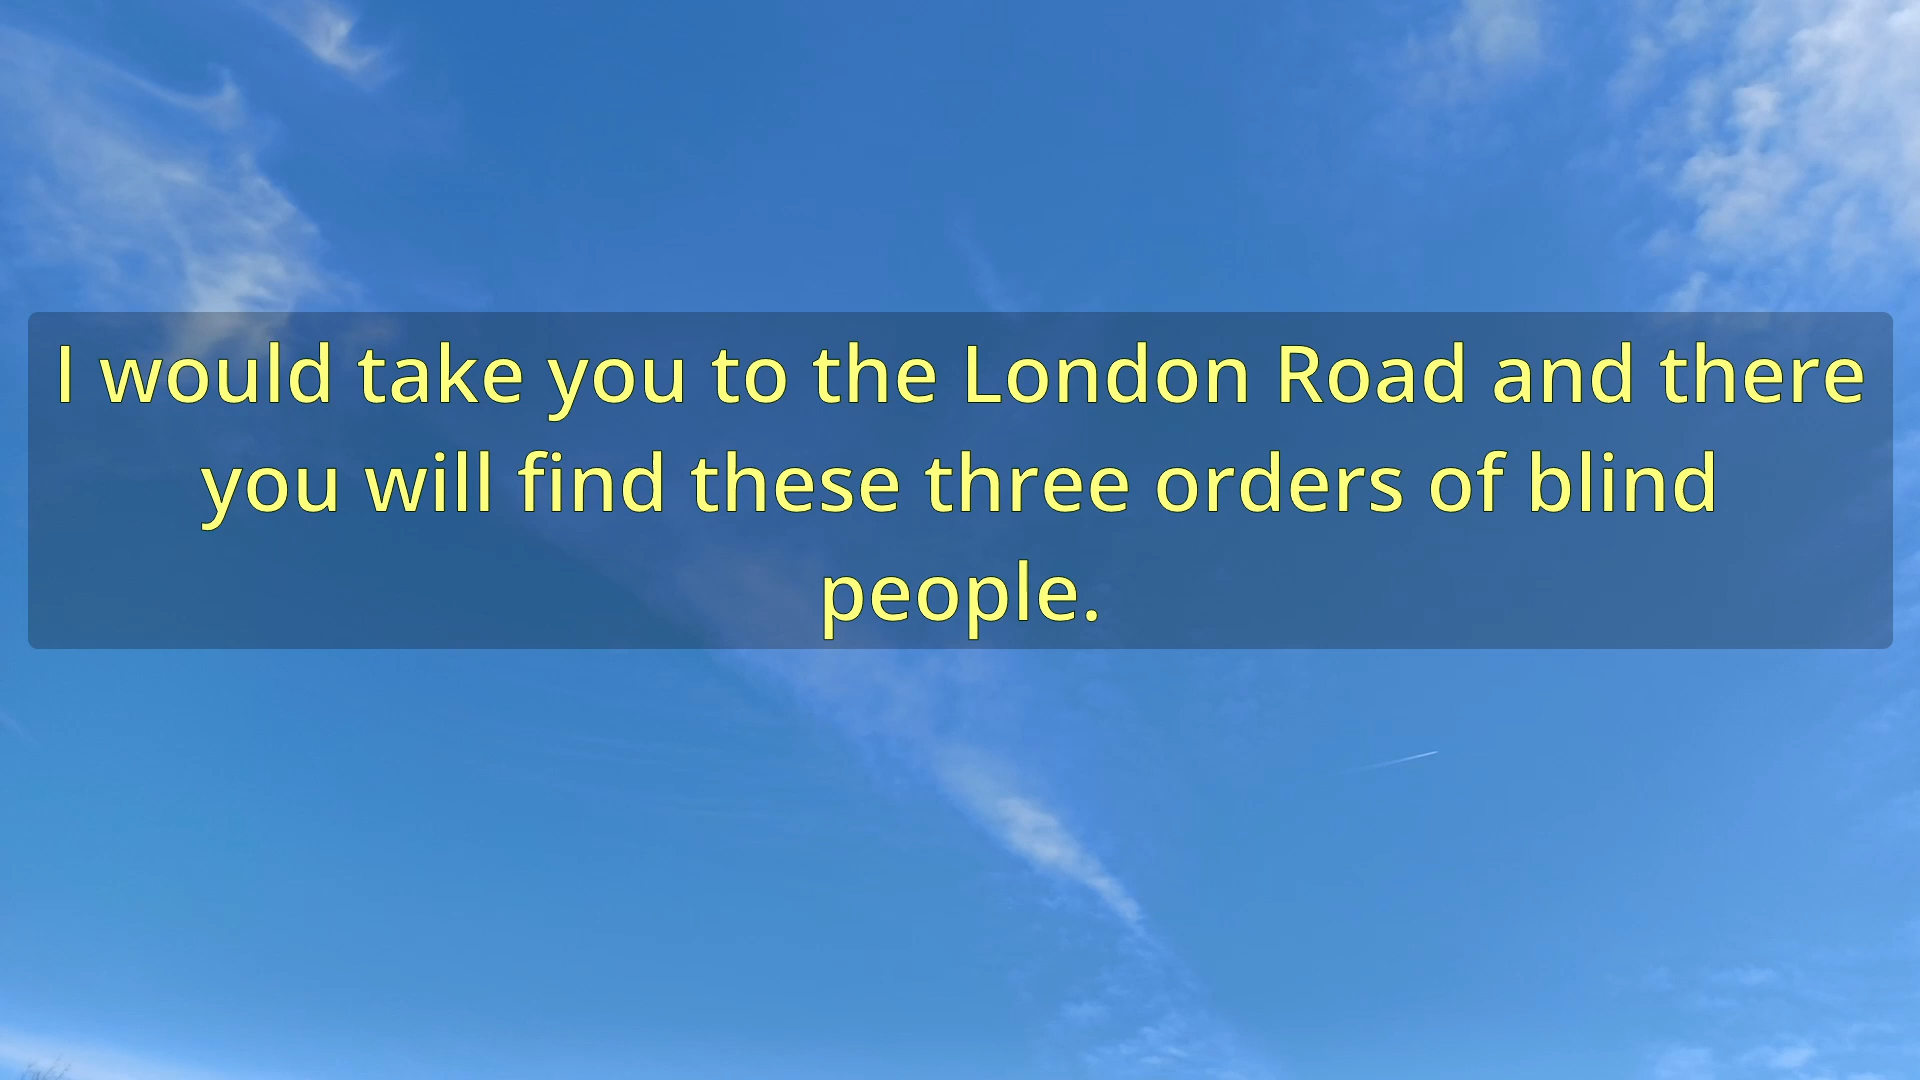 I would take you to the London Road and there
you will find these three orders of blind
people.